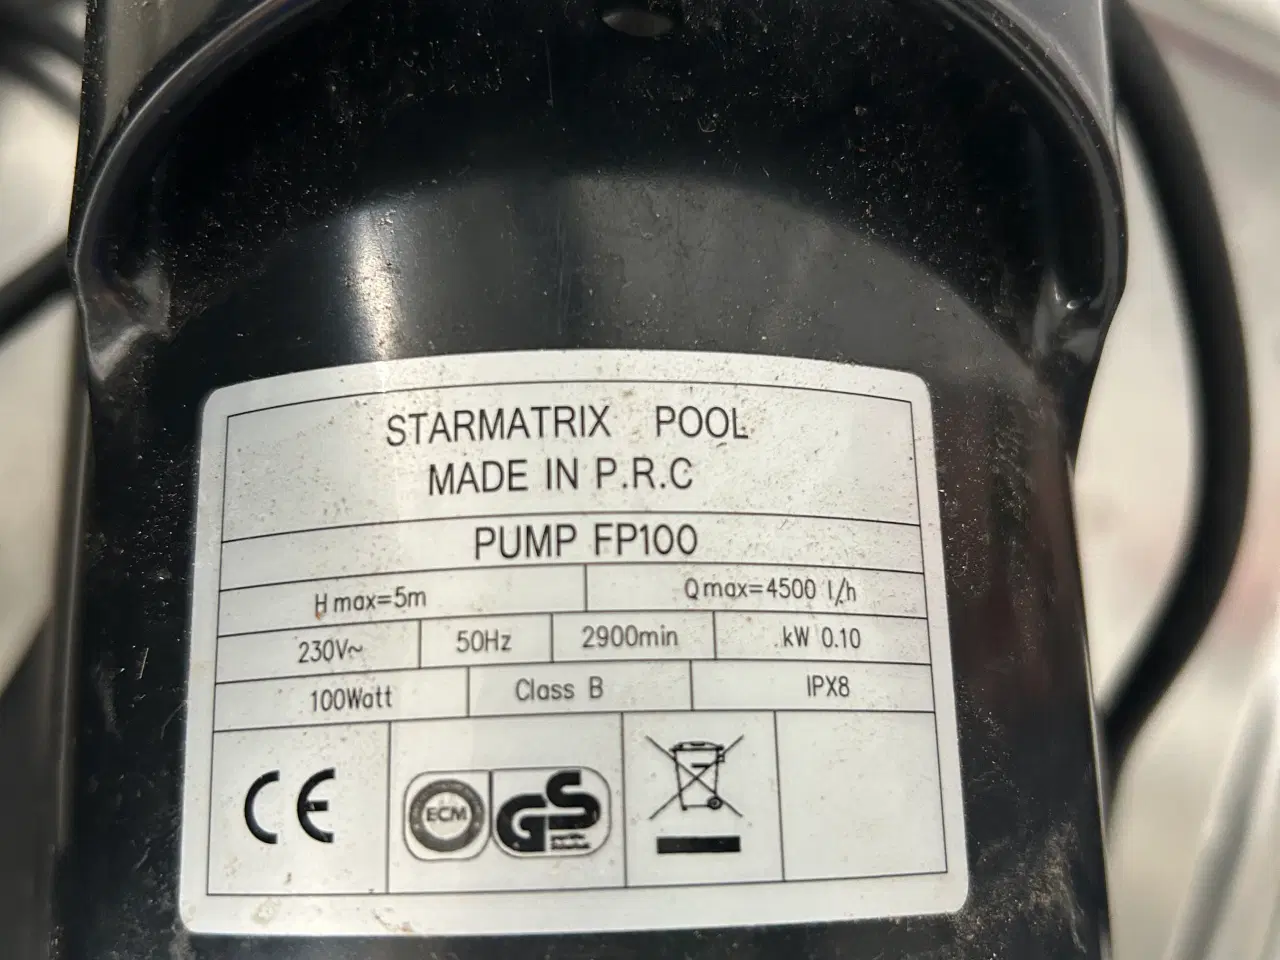 STARMATRIX POOL
MADE IN P.R.C
PUMP FP100
H max=5m Qmax=4500 l/h
230V~ 50Hz 2900min kW 0.10
100Watt Class B IPX8
CE ECM GS